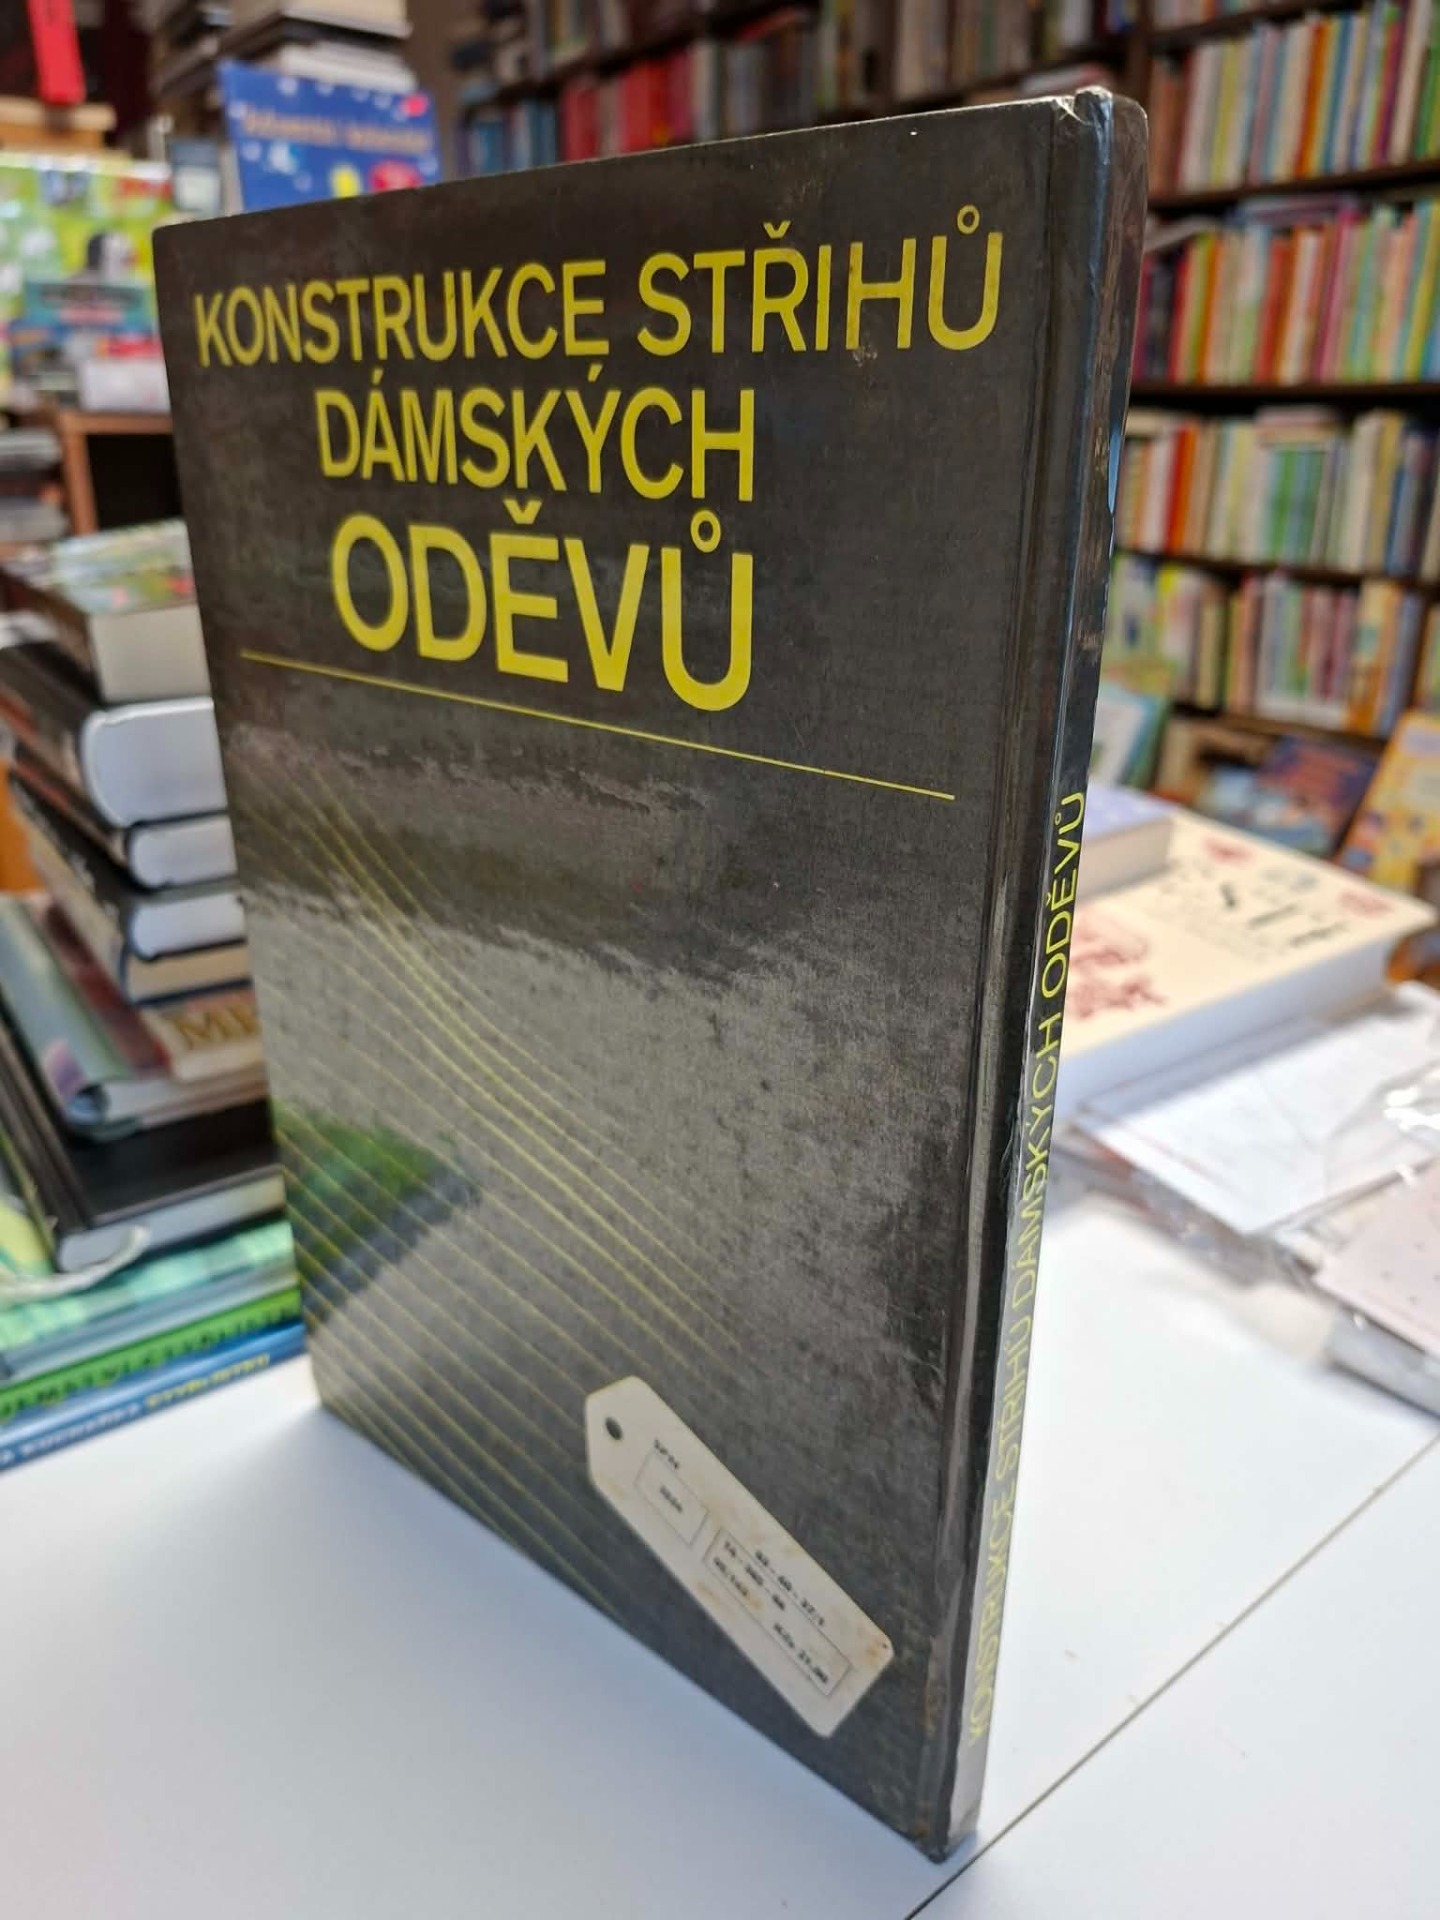 KONSTRUKCE STŘIHŮ
DÁMSKÝCH
ODĚVŮ
KONSTRUKCE STŘIHŮ DÁMSKÝCH ODĚVŮ